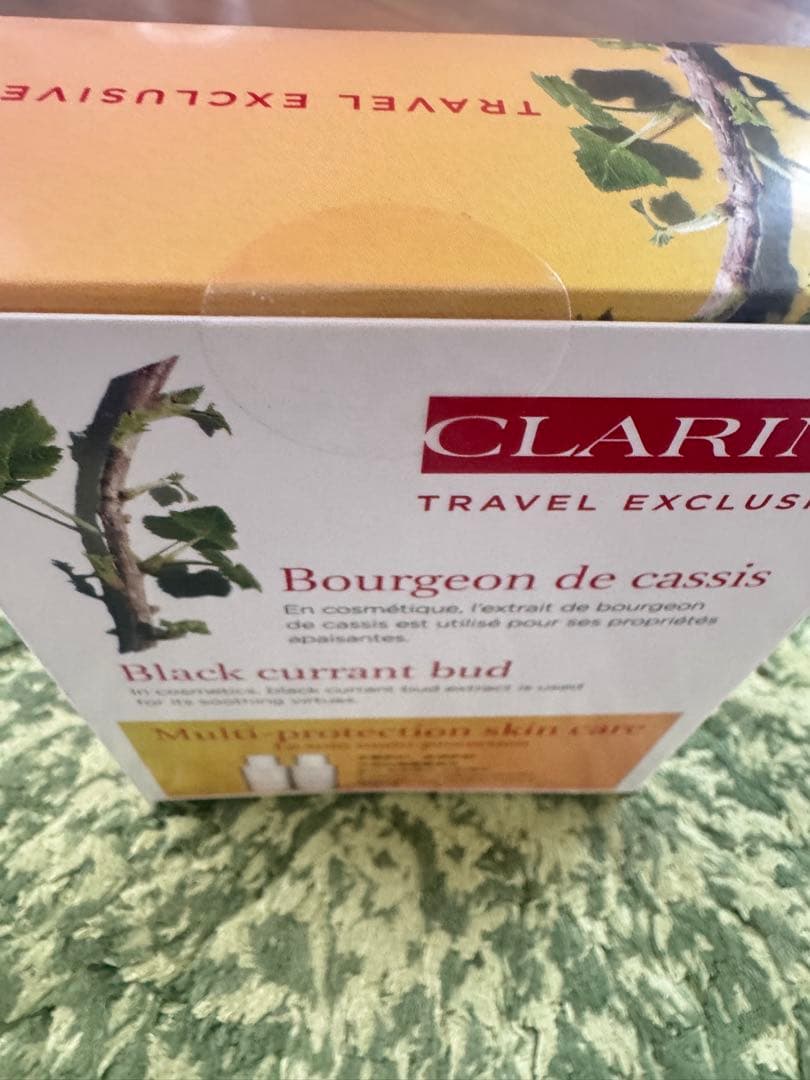 TRAVEL EXCLUSIVE
CLARIN
TRAVEL EXCLUSI
Bourgeon de cassis
En cosmétique, l'extrait de bourgeon
de cassis est utilisé pour ses propriétés
apaisantes.
Black currant bud
In cosmetics, black currant bud extract is used
for its soothing virtues.
Multi-protection skin care